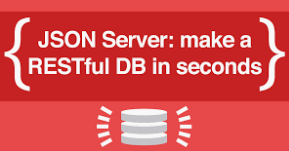 { JSON Server: make a }
RESTful DB in seconds